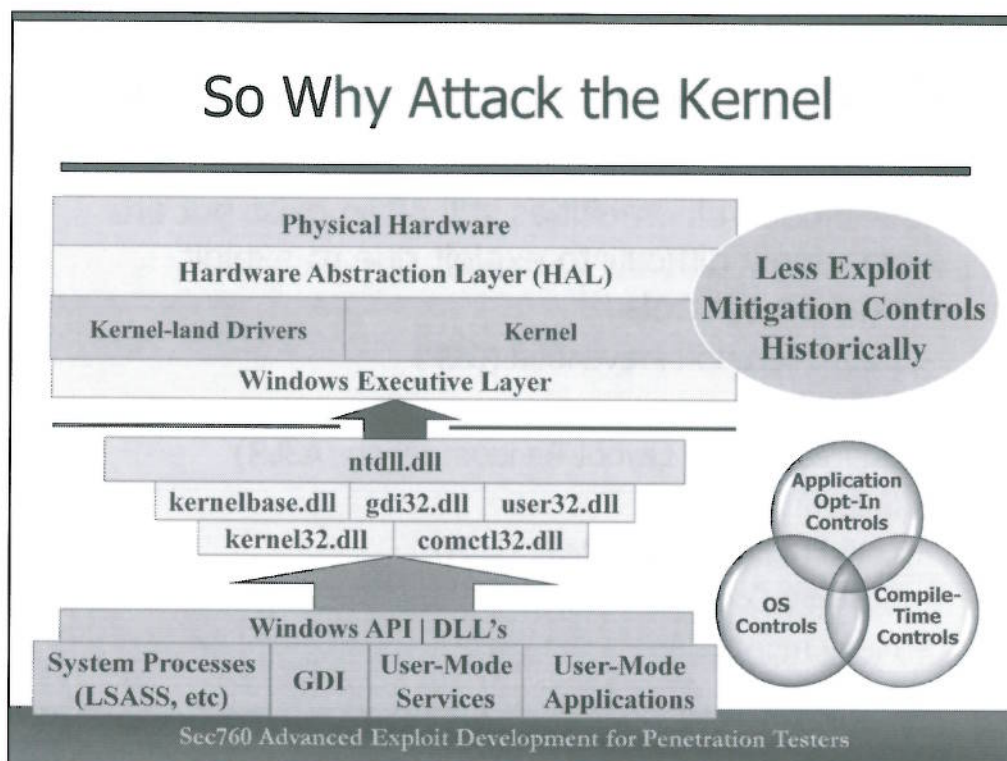 So Why Attack the Kernel
Physical Hardware
Hardware Abstraction Layer (HAL)
Kernel-land Drivers
Kernel
Windows Executive Layer
Less Exploit
Mitigation Controls
Historically
ntdll.dll
kernelbase.dll
gdi32.dll
user32.dll
kernel32.dll
comctl32.dll
Application
Opt-In
Controls
OS
Controls
Compile-
Time
Controls
Windows API | DLL's
System Processes
(LSASS, etc)
GDI
User-Mode
Services
User-Mode
Applications
Sec760 Advanced Exploit Development for Penetration Testers